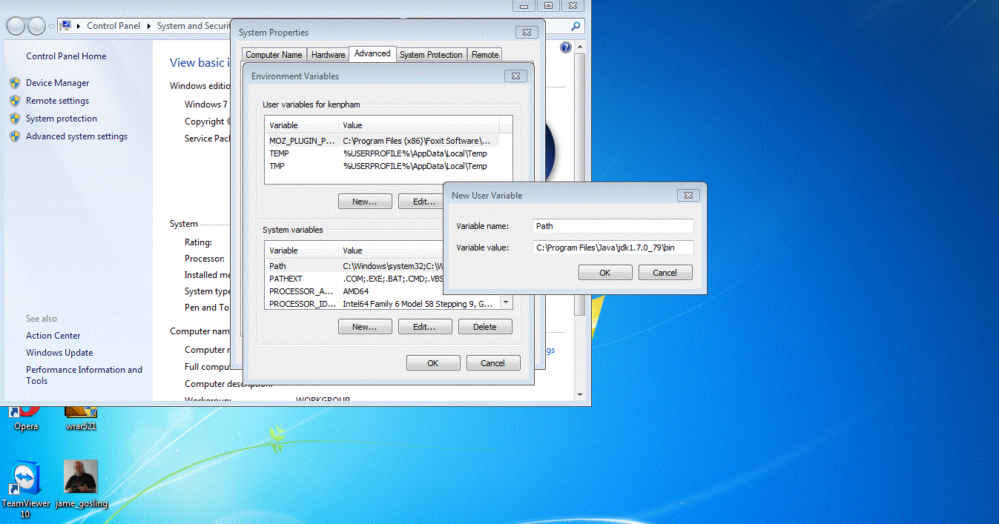 Control Panel
System and Securi
Control Panel Home
Device Manager
Remote settings
System protection
Advanced system settings
See also
Action Center
Windows Update
Performance Information and
Tools
View basic i
Windows editio
Windows 7
Copyright ©
Service Pack
System
Rating:
Processor:
Installed me
System type
Pen and To
Computer nam
Computer n
Full compu
Computer description:
Workgroup: WORKGROUP
gs
System Properties
Computer Name Hardware Advanced System Protection Remote
Environment Variables
User variables for kenpham
Variable Value
MOZ_PLUGIN_P... C:\Program Files (x86)\Foxit Software\...
TEMP %USERPROFILE%\AppData\Local\Temp
TMP %USERPROFILE%\AppData\Local\Temp
New... Edit...
System variables
Variable Value
Path C:\Windows\system32;C:\W
PATHEXT .COM;.EXE;.BAT;.CMD;.VBS
PROCESSOR_A... AMD64
PROCESSOR_ID... Intel64 Family 6 Model 58 Stepping 9, G...
New... Edit... Delete
OK Cancel
New User Variable
Variable name: Path
Variable value: C:\Program Files\Java\jdk1.7.0_79\bin
OK Cancel
Opera
wrar521
TeamViewer
10
jame_gosling